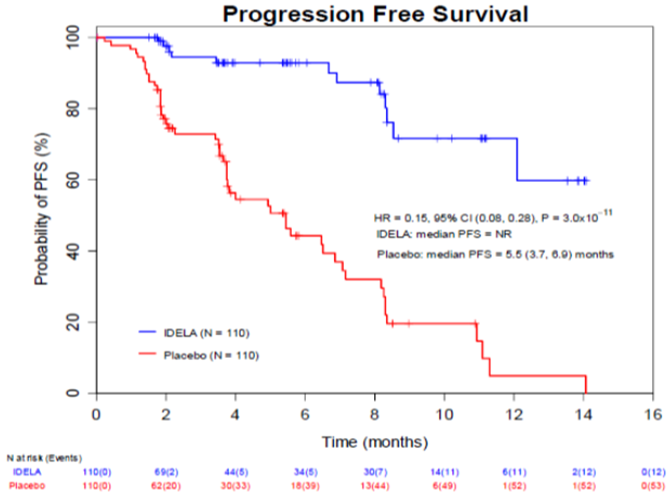 Progression Free Survival
Probability of PFS (%)
100
80
60
40
20
0
HR = 0.15, 95% CI (0.08, 0.28), P = 3.0x10⁻¹¹
IDELA: median PFS = NR
Placebo: median PFS = 5.5 (3.7, 6.9) months
IDELA (N = 110)
Placebo (N = 110)
0 2 4 6 8 10 12 14 16
Time (months)
N at risk (Events)
IDELA 110(0) 69(2) 44(5) 34(5) 30(7) 14(11) 6(11) 2(12) 0(12)
Placebo 110(0) 62(20) 30(33) 18(39) 13(44) 6(49) 1(52) 1(52) 0(53)